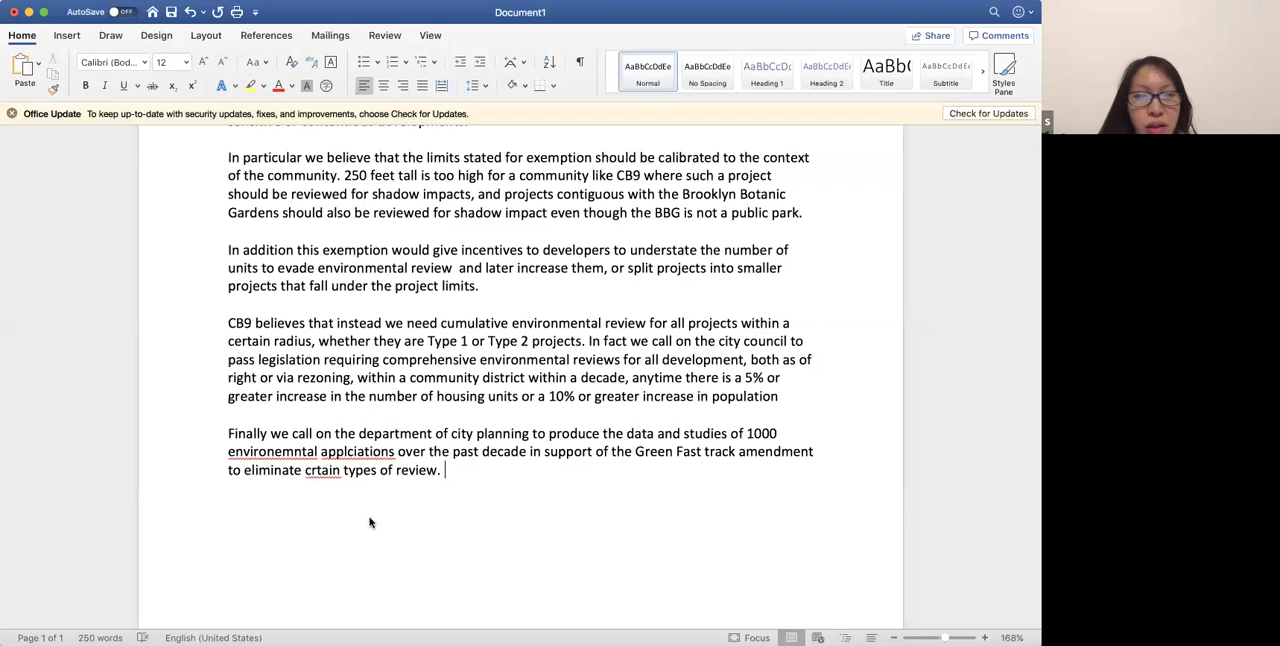 AutoSave OFF Document1
Home Insert Draw Design Layout References Mailings Review View Share Comments
Paste Calibri (Bod... 12 Aa AaBbCcDdEe Normal AaBbCcDdEe No Spacing AaBbCcDc Heading 1 AaBbCcDdEe Heading 2 AaBb( Title AaBbCcDdEe Subtitle Styles Pane
Office Update To keep up-to-date with security updates, fixes, and improvements, choose Check for Updates. Check for Updates
S
In particular we believe that the limits stated for exemption should be calibrated to the context
of the community. 250 feet tall is too high for a community like CB9 where such a project
should be reviewed for shadow impacts, and projects contiguous with the Brooklyn Botanic
Gardens should also be reviewed for shadow impact even though the BBG is not a public park.
In addition this exemption would give incentives to developers to understate the number of
units to evade environmental review and later increase them, or split projects into smaller
projects that fall under the project limits.
CB9 believes that instead we need cumulative environmental review for all projects within a
certain radius, whether they are Type 1 or Type 2 projects. In fact we call on the city council to
pass legislation requiring comprehensive environmental reviews for all development, both as of
right or via rezoning, within a community district within a decade, anytime there is a 5% or
greater increase in the number of housing units or a 10% or greater increase in population
Finally we call on the department of city planning to produce the data and studies of 1000
environemntal applciations over the past decade in support of the Green Fast track amendment
to eliminate crtain types of review.
Page 1 of 1 250 words English (United States) Focus 168%